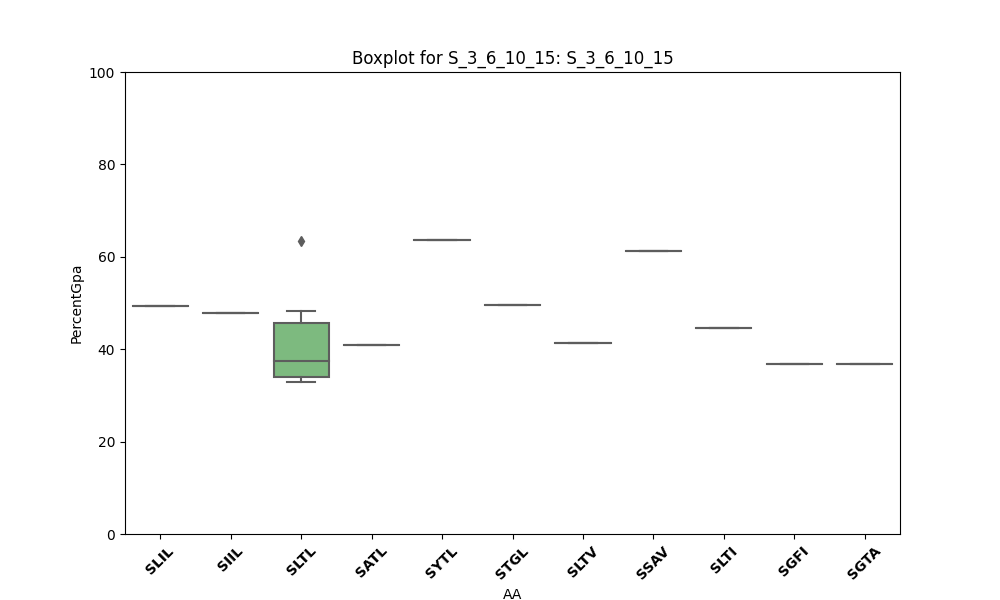 Boxplot for S_3_6_10_15: S_3_6_10_15
100
80
60
40
20
0
PercentGpa
SLIL
SIIL
SLTL
SATL
SYTL
STGL
SLTV
SSAV
SLTI
SGFI
SGTA
AA